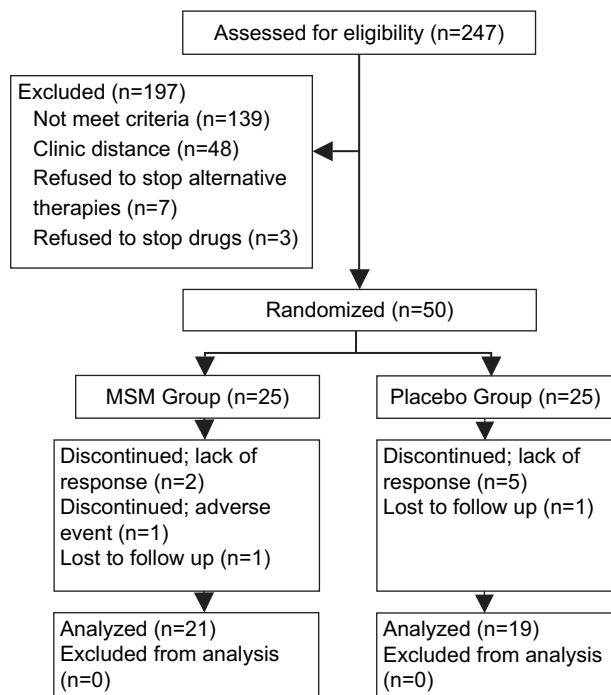 Assessed for eligibility (n=247)
Excluded (n=197)
Not meet criteria (n=139)
Clinic distance (n=48)
Refused to stop alternative
therapies (n=7)
Refused to stop drugs (n=3)
Randomized (n=50)
MSM Group (n=25)
Placebo Group (n=25)
Discontinued; lack of
response (n=2)
Discontinued; adverse
event (n=1)
Lost to follow up (n=1)
Discontinued; lack of
response (n=5)
Lost to follow up (n=1)
Analyzed (n=21)
Excluded from analysis
(n=0)
Analyzed (n=19)
Excluded from analysis
(n=0)